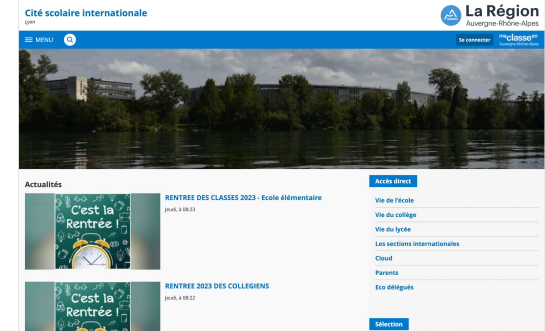 Cité scolaire internationale
Lyon
La Région
Auvergne-Rhône-Alpes
MENU
Se connecter
ma classe en
Auvergne-Rhône-Alpes
Actualités
C'est la
Rentrée !
RENTREE DES CLASSES 2023 - Ecole élémentaire
jeudi, à 08:23
C'est la
Rentrée !
RENTREE 2023 DES COLLEGIENS
jeudi, à 08:22
Accès direct
Vie de l'école
Vie du collège
Vie du lycée
Les sections internationales
Cloud
Parents
Eco délégués
Sélection